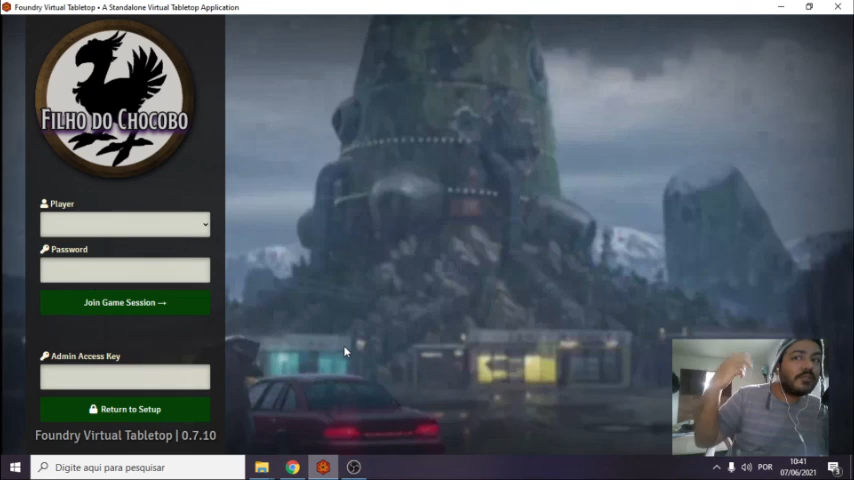 Foundry Virtual Tabletop • A Standalone Virtual Tabletop Application
FILHO DO CHOCOBO
Player
Password
Join Game Session →
Admin Access Key
Return to Setup
Foundry Virtual Tabletop | 0.7.10
Digite aqui para pesquisar
POR
10:41
07/06/2021
3